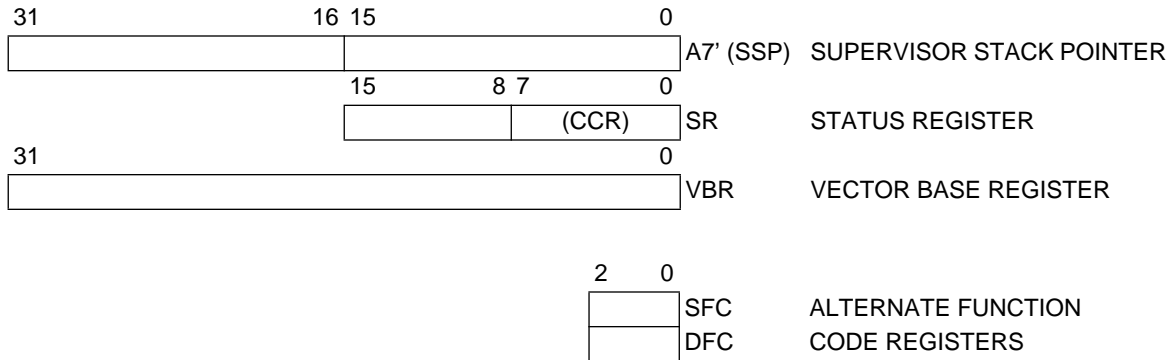 31 16 15 0
A7’ (SSP) SUPERVISOR STACK POINTER
15 8 7 0
(CCR) SR STATUS REGISTER
31 0
VBR VECTOR BASE REGISTER
2 0
SFC ALTERNATE FUNCTION
DFC CODE REGISTERS